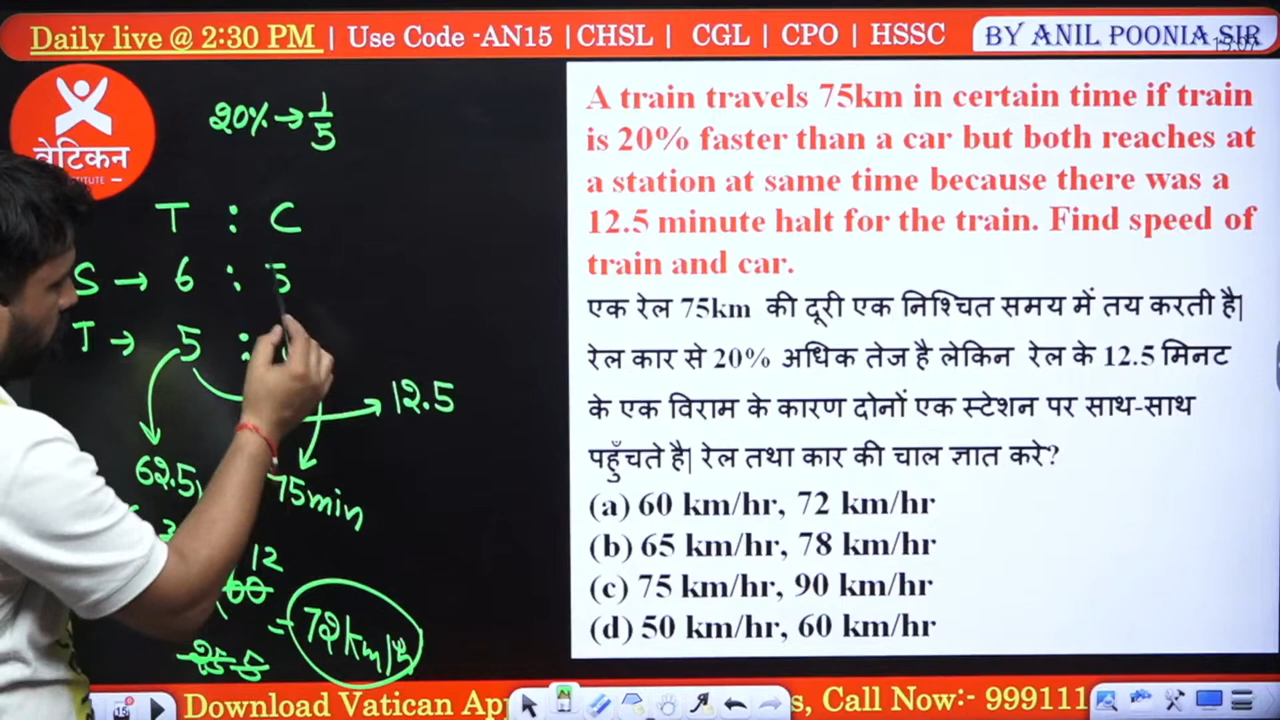 Daily live @ 2:30 PM | Use Code -AN15 |CHSL | CGL | CPO | HSSC
BY ANIL POONIA SIR
वेटिकन
20% → 1/5
T : C
S → 6 : 5
T → 5 :
12.5
62.5
75min
12
= 72km/h
A train travels 75km in certain time if train
is 20% faster than a car but both reaches at
a station at same time because there was a
12.5 minute halt for the train. Find speed of
train and car.
एक रेल 75km की दूरी एक निश्चित समय में तय करती है|
रेल कार से 20% अधिक तेज है लेकिन रेल के 12.5 मिनट
के एक विराम के कारण दोनों एक स्टेशन पर साथ-साथ
पहुँचते है| रेल तथा कार की चाल ज्ञात करे?
(a) 60 km/hr, 72 km/hr
(b) 65 km/hr, 78 km/hr
(c) 75 km/hr, 90 km/hr
(d) 50 km/hr, 60 km/hr
Download Vatican Ap
s, Call Now:- 999111